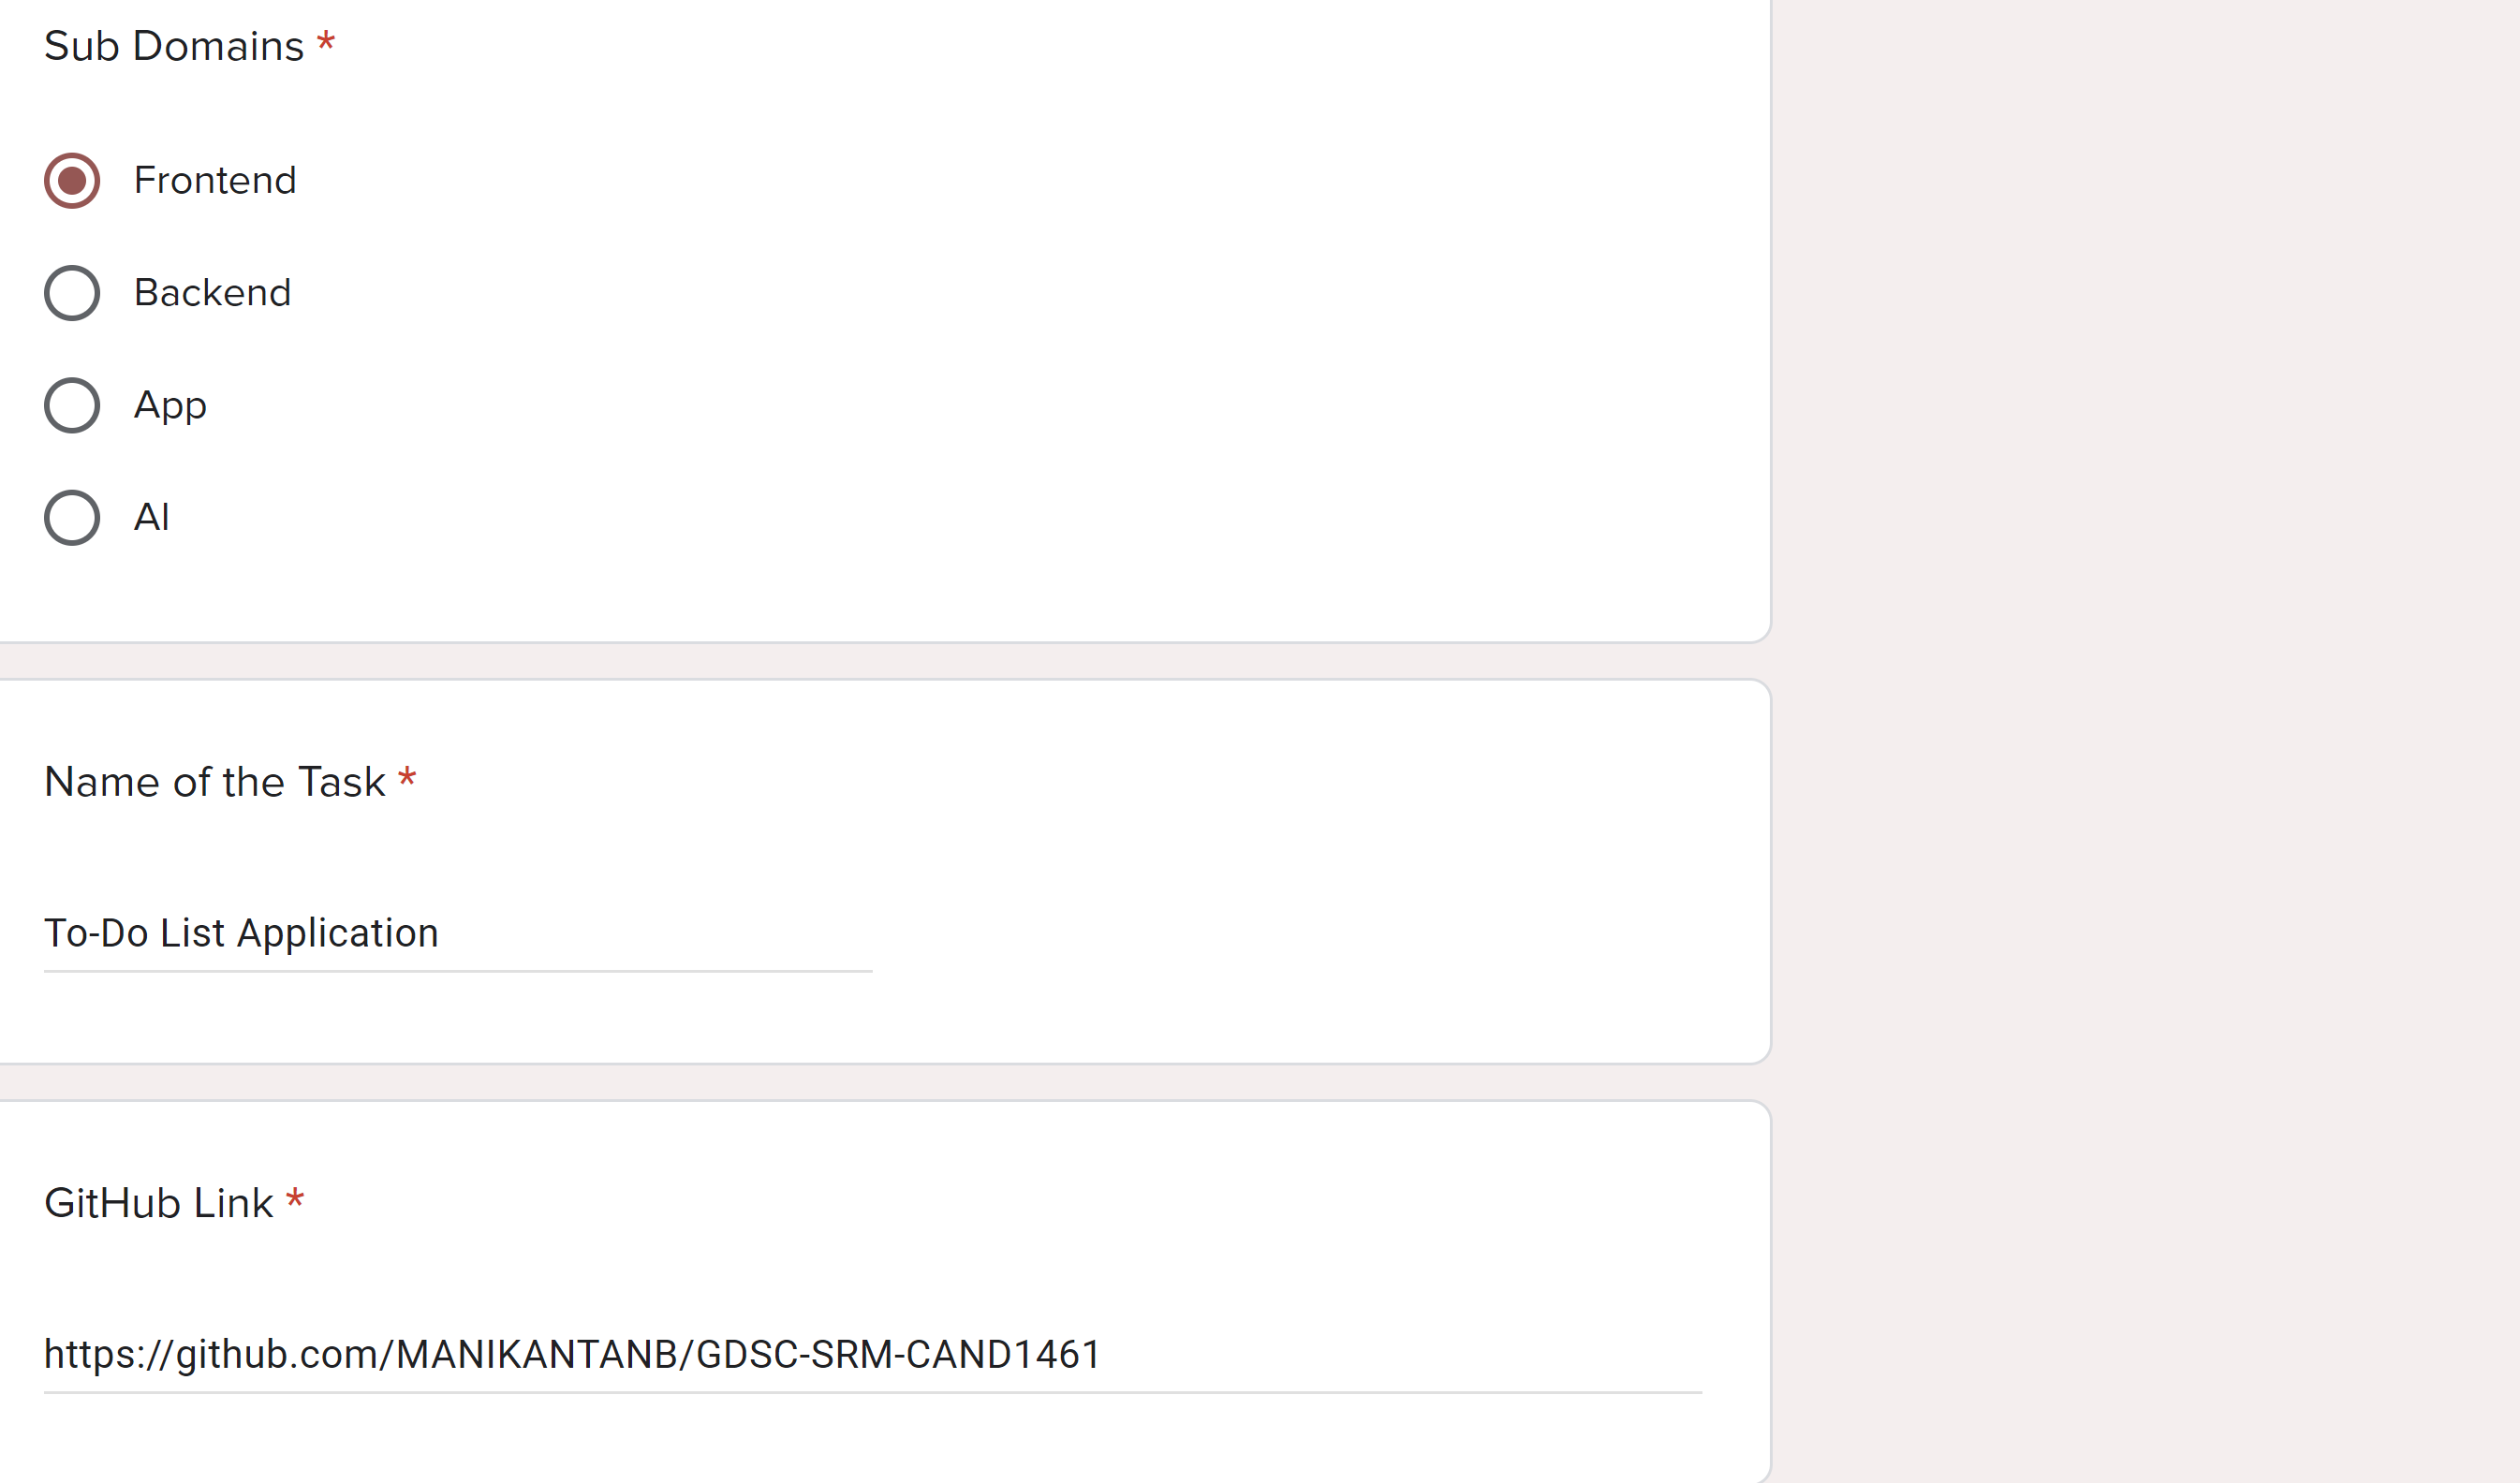 Sub Domains *
Frontend
Backend
App
AI
Name of the Task *
To-Do List Application
GitHub Link *
https://github.com/MANIKANTANB/GDSC-SRM-CAND1461